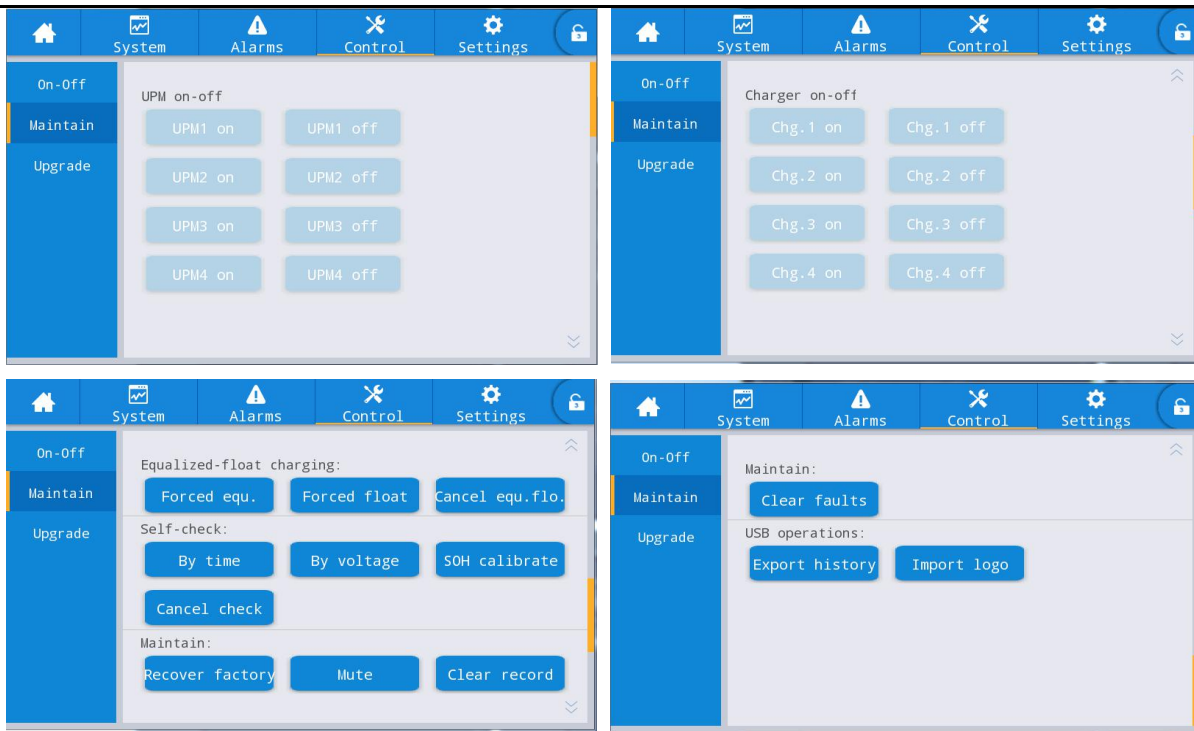 System Alarms Control Settings 3
On-Off
Maintain
Upgrade
UPM on-off
UPM1 on UPM1 off
UPM2 on UPM2 off
UPM3 on UPM3 off
UPM4 on UPM4 off
System Alarms Control Settings 3
On-Off
Maintain
Upgrade
Charger on-off
Chg.1 on Chg.1 off
Chg.2 on Chg.2 off
Chg.3 on Chg.3 off
Chg.4 on Chg.4 off
System Alarms Control Settings 3
On-Off
Maintain
Upgrade
Equalized-float charging:
Forced equ. Forced float Cancel equ.flo.
Self-check:
By time By voltage SOH calibrate
Cancel check
Maintain:
Recover factory Mute Clear record
System Alarms Control Settings 3
On-Off
Maintain
Upgrade
Maintain:
Clear faults
USB operations:
Export history Import logo